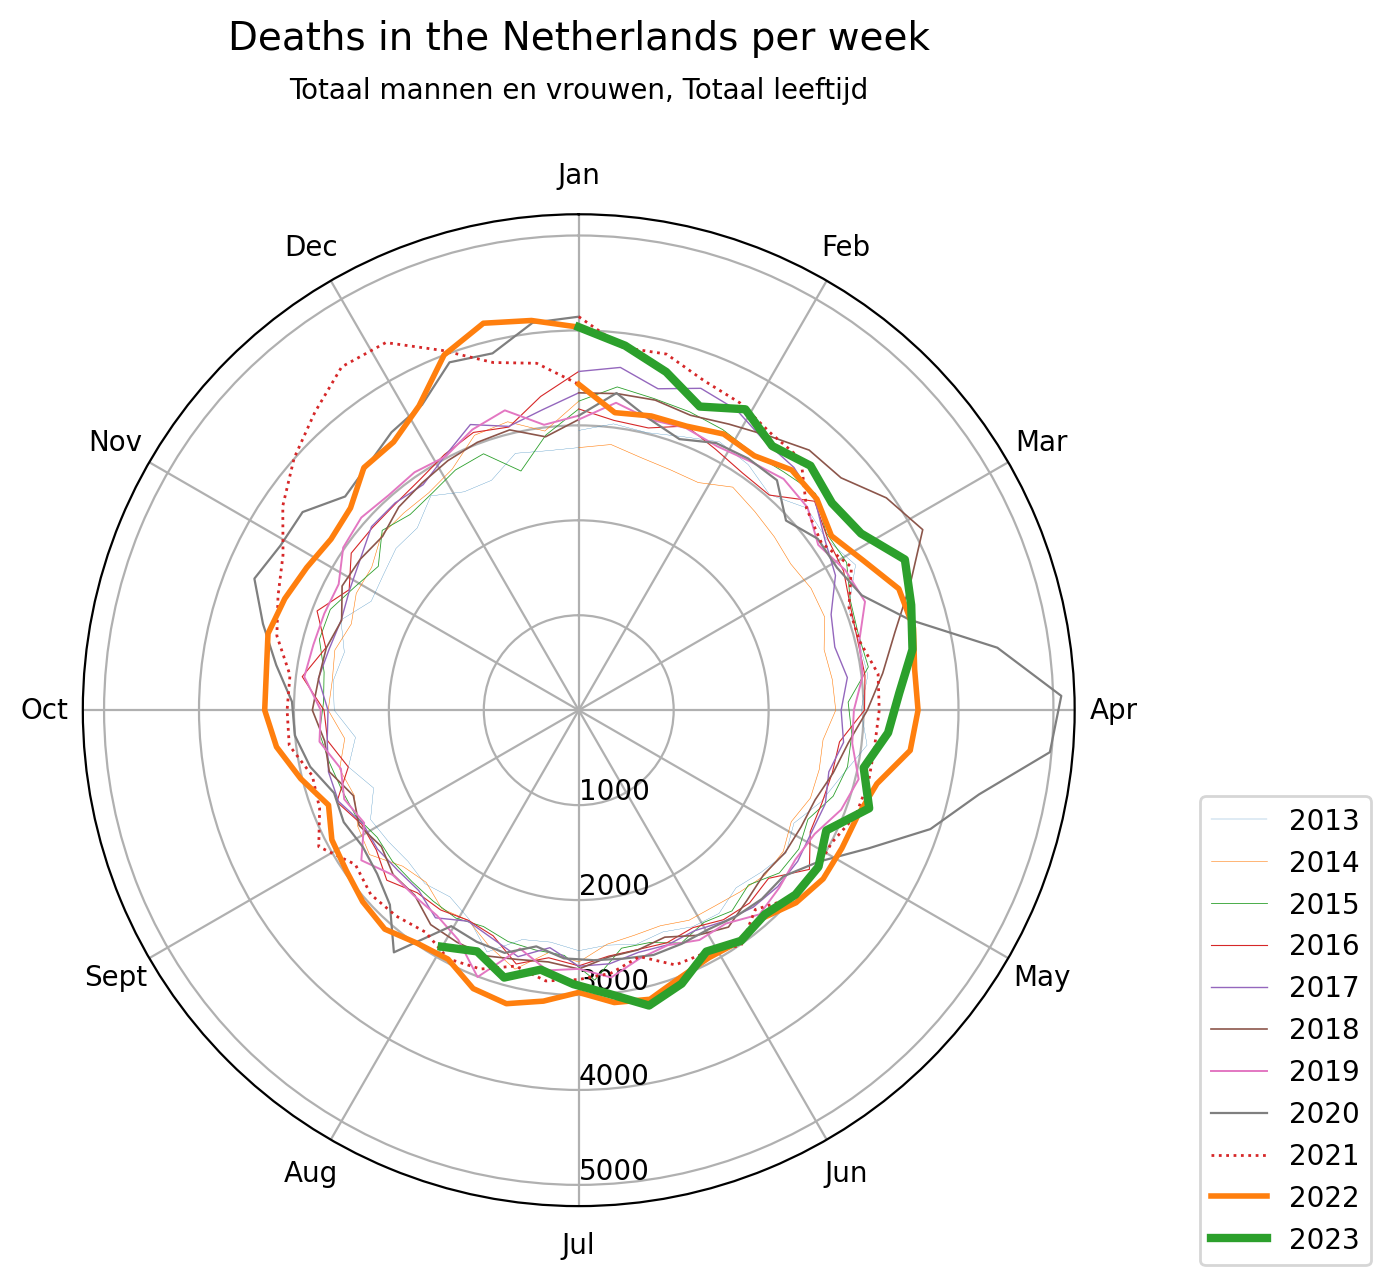 Deaths in the Netherlands per week
Totaal mannen en vrouwen, Totaal leeftijd
Jan
Dec
Feb
Nov
Mar
Oct
Apr
1000
2000
3000
4000
5000
Sept
May
Aug
Jun
Jul
2013
2014
2015
2016
2017
2018
2019
2020
2021
2022
2023